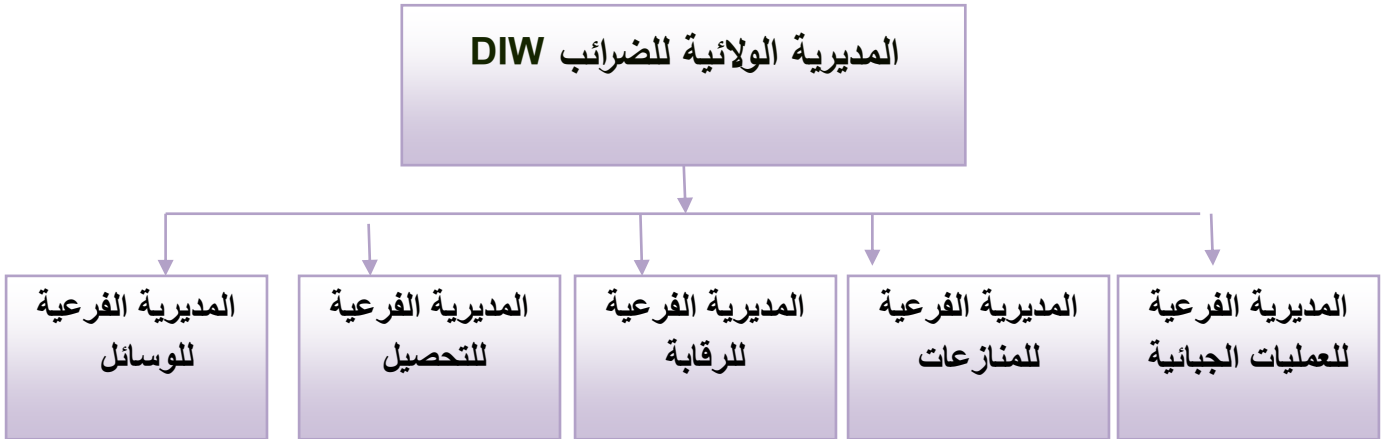 المديرية الولائية للضرائب DIW
المديرية الفرعية
للعمليات الجبائية
المديرية الفرعية
للمنازعات
المديرية الفرعية
للرقابة
المديرية الفرعية
للتحصيل
المديرية الفرعية
للوسائل